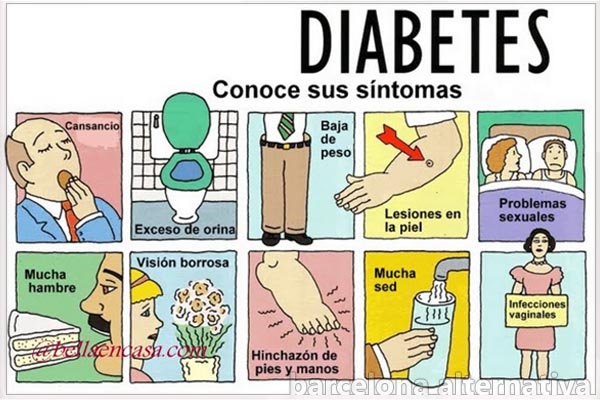 DIABETES
Conoce sus síntomas
Cansancio
Exceso de orina
Baja
de
peso
Lesiones en
la piel
Problemas
sexuales
Mucha
hambre
Visión borrosa
Hinchazón de
pies y manos
Mucha
sed
Infecciones
vaginales
@bellaencasa.com
barcelona alternativa